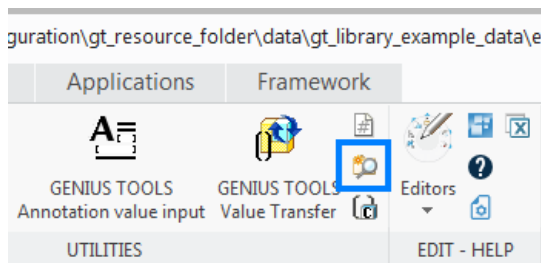 guration\gt_resource_folder\data\gt_library_example_data\e
Applications Framework
GENIUS TOOLS
Annotation value input
GENIUS TOOLS
Value Transfer
Editors
UTILITIES
EDIT - HELP